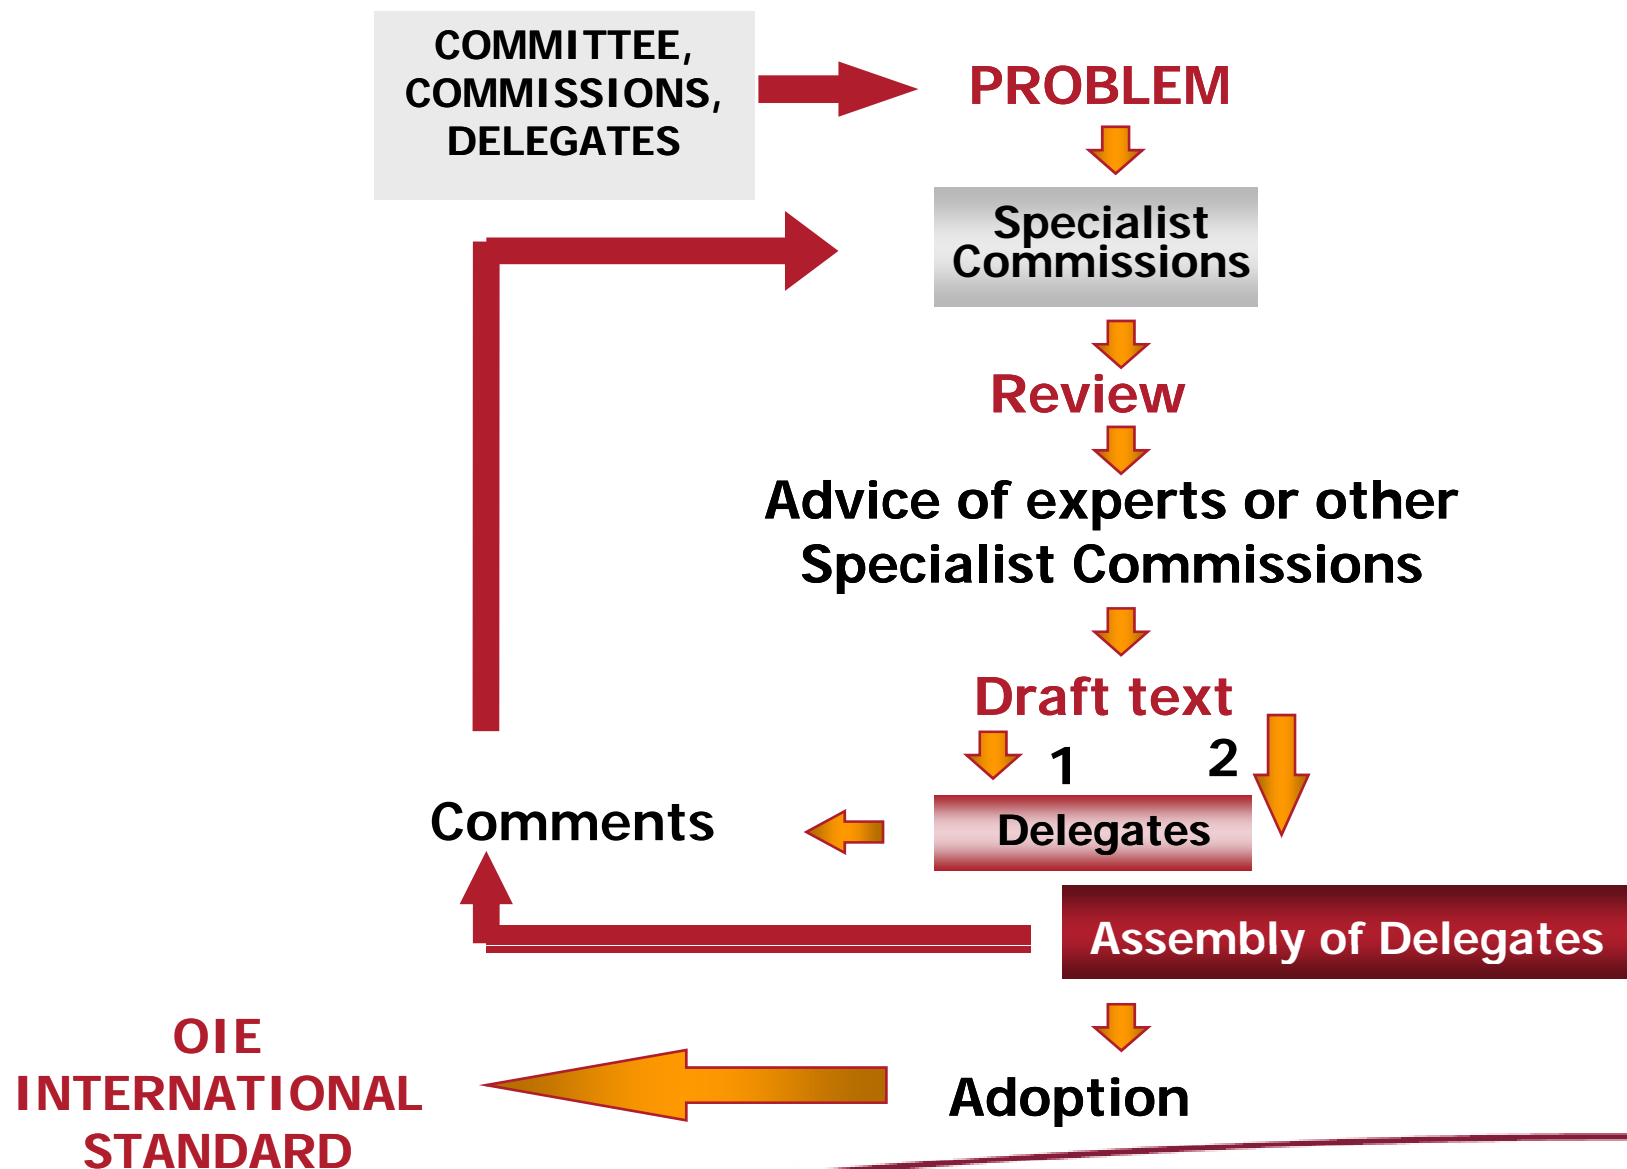 COMMITTEE,
COMMISSIONS,
DELEGATES
PROBLEM
Specialist
Commissions
Review
Advice of experts or other
Specialist Commissions
Draft text
1
2
Delegates
Comments
Assembly of Delegates
Adoption
OIE
INTERNATIONAL
STANDARD